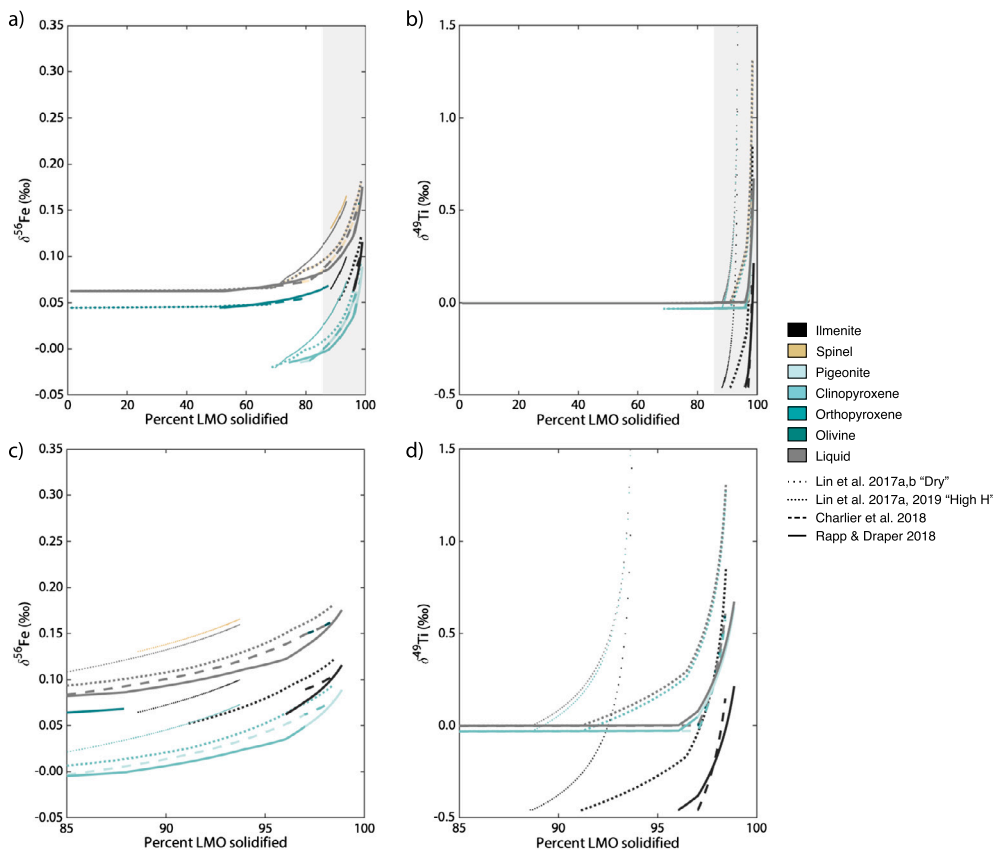 a)
0.35
0.30
0.25
0.20
0.15
0.10
0.05
-0.00
-0.05
δ56Fe (‰)
0 20 40 60 80 100
Percent LMO solidified
b)
1.5
1.0
0.5
0.0
-0.5
δ49Ti (‰)
0 20 40 60 80 100
Percent LMO solidified
c)
0.35
0.30
0.25
0.20
0.15
0.10
0.05
-0.00
-0.05
δ56Fe (‰)
85 90 95 100
Percent LMO solidified
d)
1.5
1.0
0.5
0.0
-0.5
δ49Ti (‰)
85 90 95 100
Percent LMO solidified
Ilmenite
Spinel
Pigeonite
Clinopyroxene
Orthopyroxene
Olivine
Liquid
Lin et al. 2017a,b “Dry”
Lin et al. 2017a, 2019 “High H”
Charlier et al. 2018
Rapp & Draper 2018